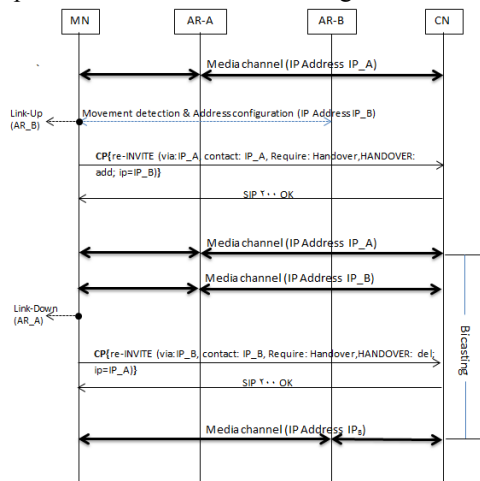 MN AR-A AR-B CN
Media channel (IP Address IP_A)
Link-Up
(AR_B)
Movement detection & Address configuration (IP Address IP_B)
CP{re-INVITE (via:IP_A, contact: IP_A, Require: Handover,HANDOVER:
add; ip=IP_B)}
SIP ٢٠٠ OK
Media channel (IP Address IP_A)
Media channel (IP Address IP_B)
Link-Down
(AR_A)
Bicasting
CP{re-INVITE (via:IP_B, contact: IP_B, Require: Handover,HANDOVER: del;
ip=IP_A)}
SIP ٢٠٠ OK
Media channel (IP Address IP_B)